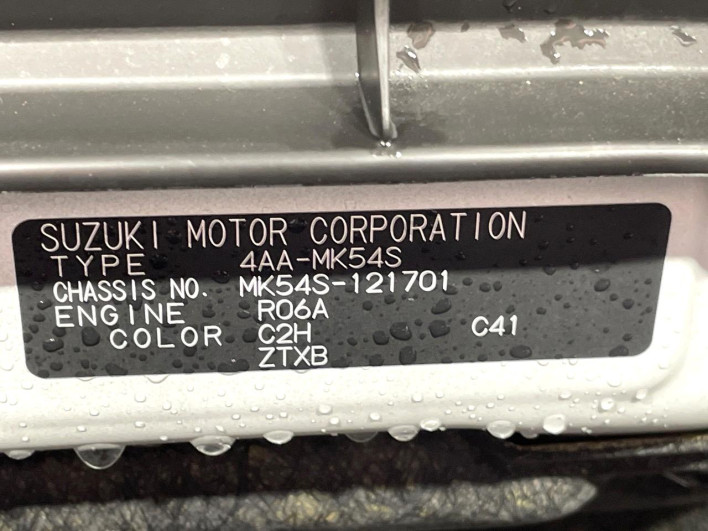 SUZUKI MOTOR CORPORATION
TYPE 4AA-MK54S
CHASSIS NO. MK54S-121701
ENGINE R06A
COLOR C2H C41
ZTXB